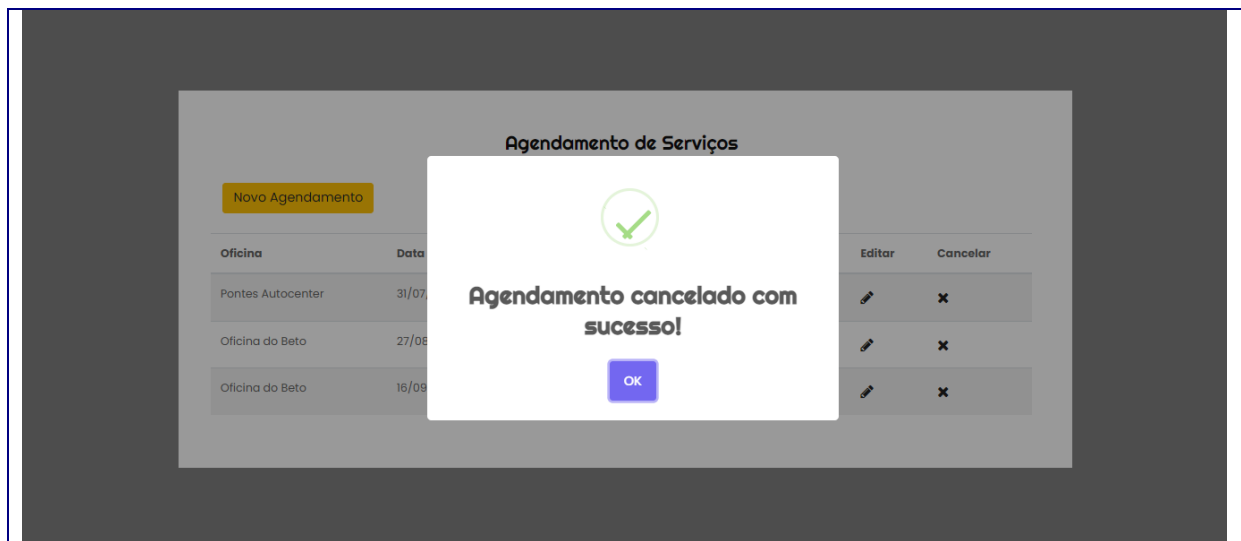 Agendamento de Serviços
Novo Agendamento
Oficina Data Editar Cancelar
Pontes Autocenter 31/07
Oficina do Beto 27/08
Oficina do Beto 16/09
Agendamento cancelado com
sucesso!
OK